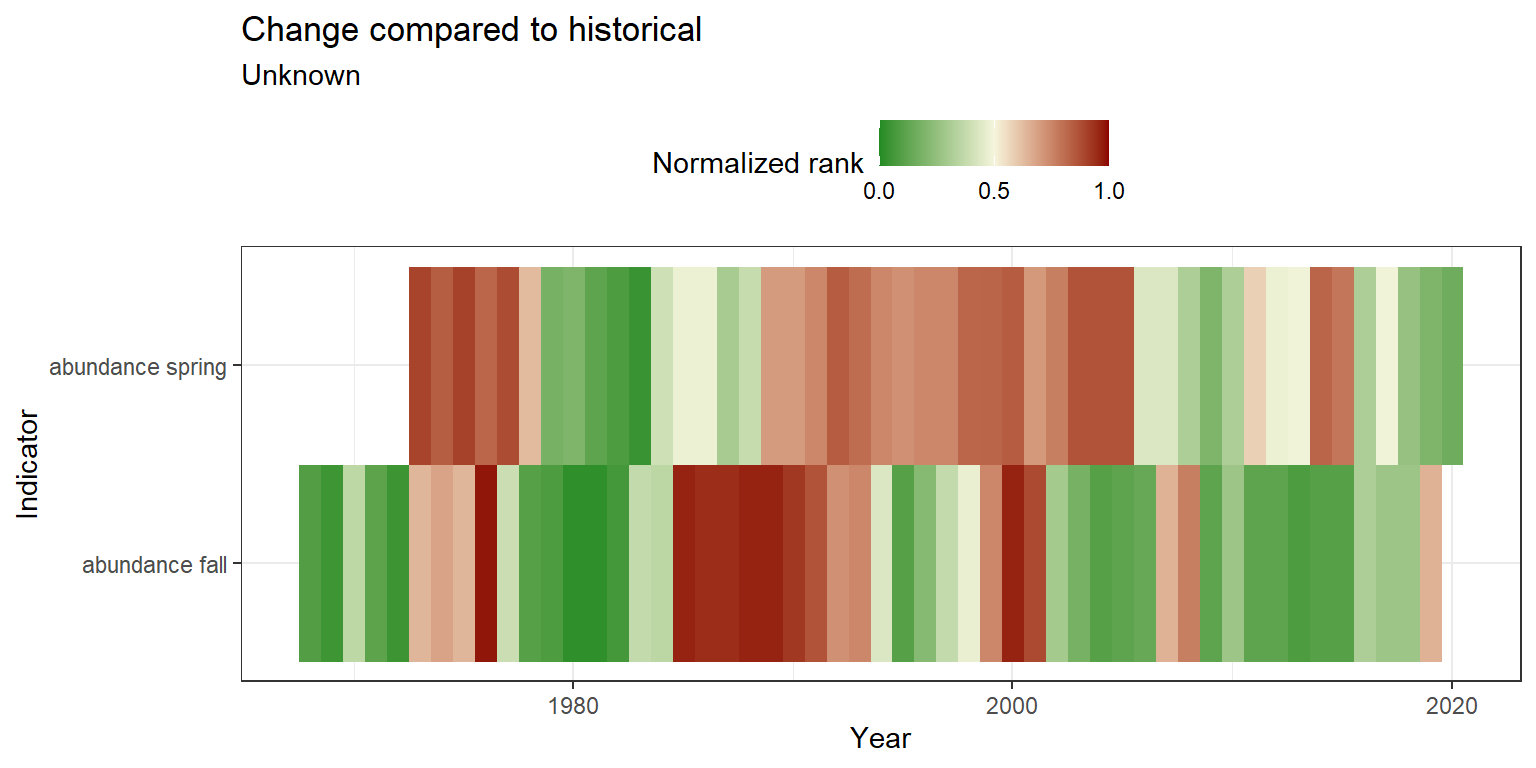 Change compared to historical
Unknown
Normalized rank
0.0 0.5 1.0
abundance spring
abundance fall
Indicator
1980 2000 2020
Year